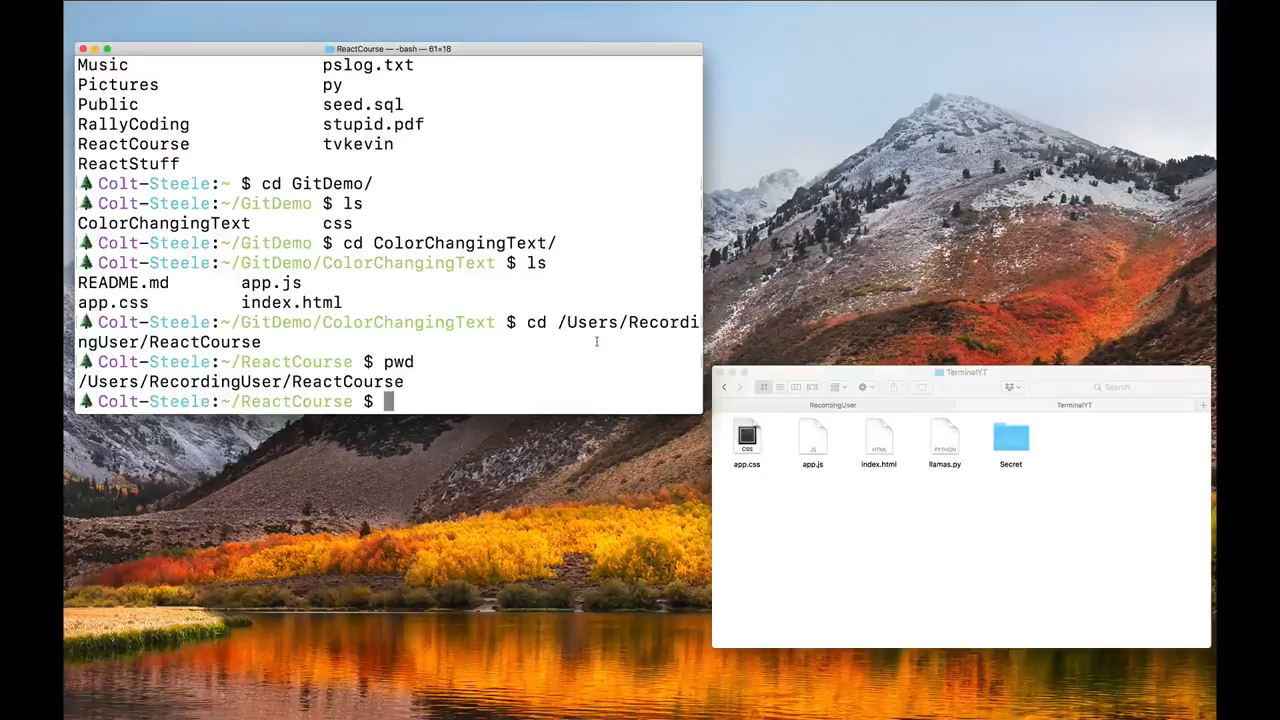 ReactCourse — -bash — 61×18
Music pslog.txt
Pictures py
Public seed.sql
RallyCoding stupid.pdf
ReactCourse tvkevin
ReactStuff
Colt-Steele:~ $ cd GitDemo/
Colt-Steele:~/GitDemo $ ls
ColorChangingText css
Colt-Steele:~/GitDemo $ cd ColorChangingText/
Colt-Steele:~/GitDemo/ColorChangingText $ ls
README.md app.js
app.css index.html
Colt-Steele:~/GitDemo/ColorChangingText $ cd /Users/Recordi
ngUser/ReactCourse
Colt-Steele:~/ReactCourse $ pwd
/Users/RecordingUser/ReactCourse
Colt-Steele:~/ReactCourse $
TerminalYT
Search
RecordingUser TerminalYT
CSS JS HTML PYTHON
app.css app.js index.html llamas.py Secret